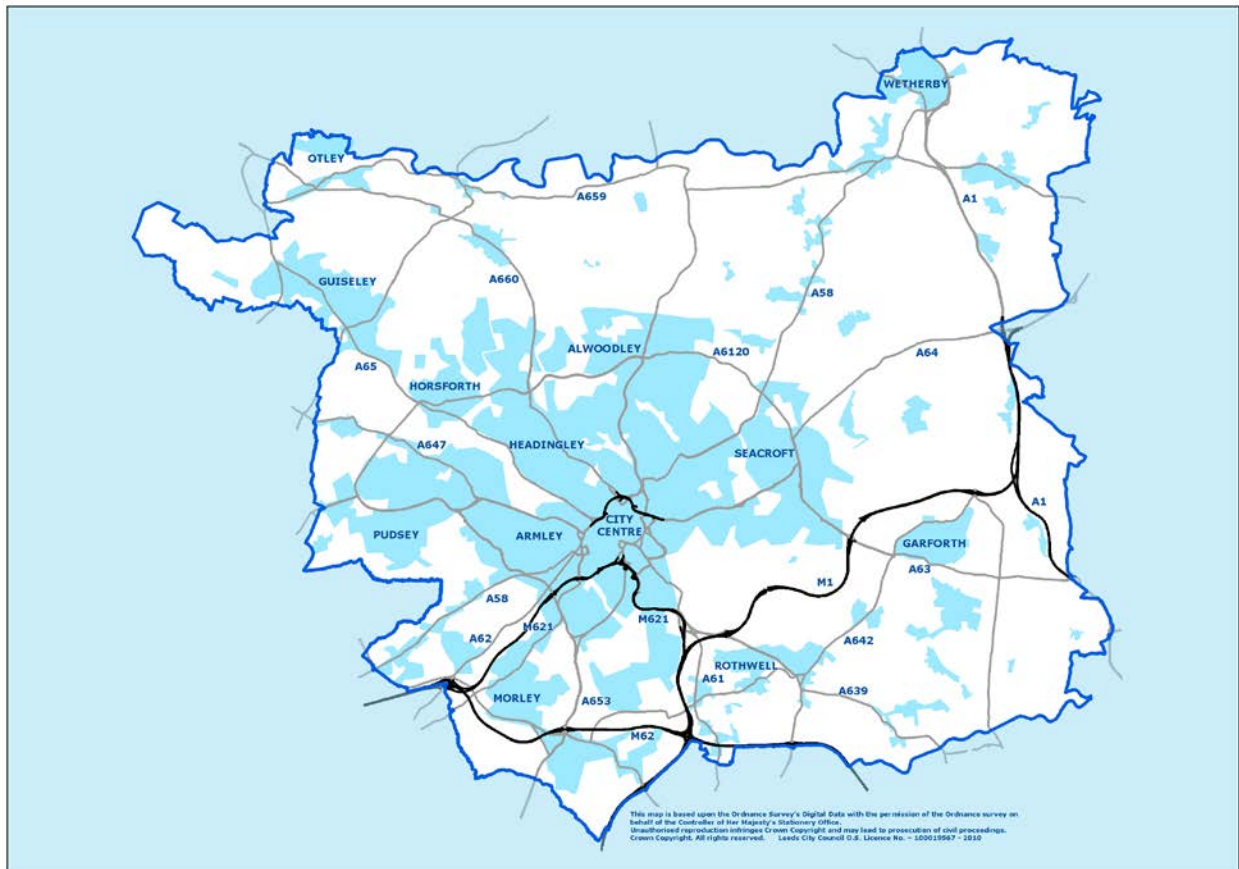 WETHERBY
OTLEY
A659
A1
GUISELEY
A660
A58
ALWOODLEY
A6120
A64
A65
HORSFORTH
A647
HEADINGLEY
SEACROFT
A1
CITY
CENTRE
PUDSEY
ARMLEY
GARFORTH
A63
M1
A58
M621
M621
A62
A642
ROTHWELL
A61
A639
MORLEY
A653
M62
This map is based upon the Ordnance Survey's Digital Data with the permission of the Ordnance survey on
behalf of the Controller of Her Majesty's Stationery Office.
Unauthorised reproduction infringes Crown Copyright and may lead to prosecution of civil proceedings.
Crown Copyright. All rights reserved. Leeds City Council O.S. Licence No. - 100019567 - 2010